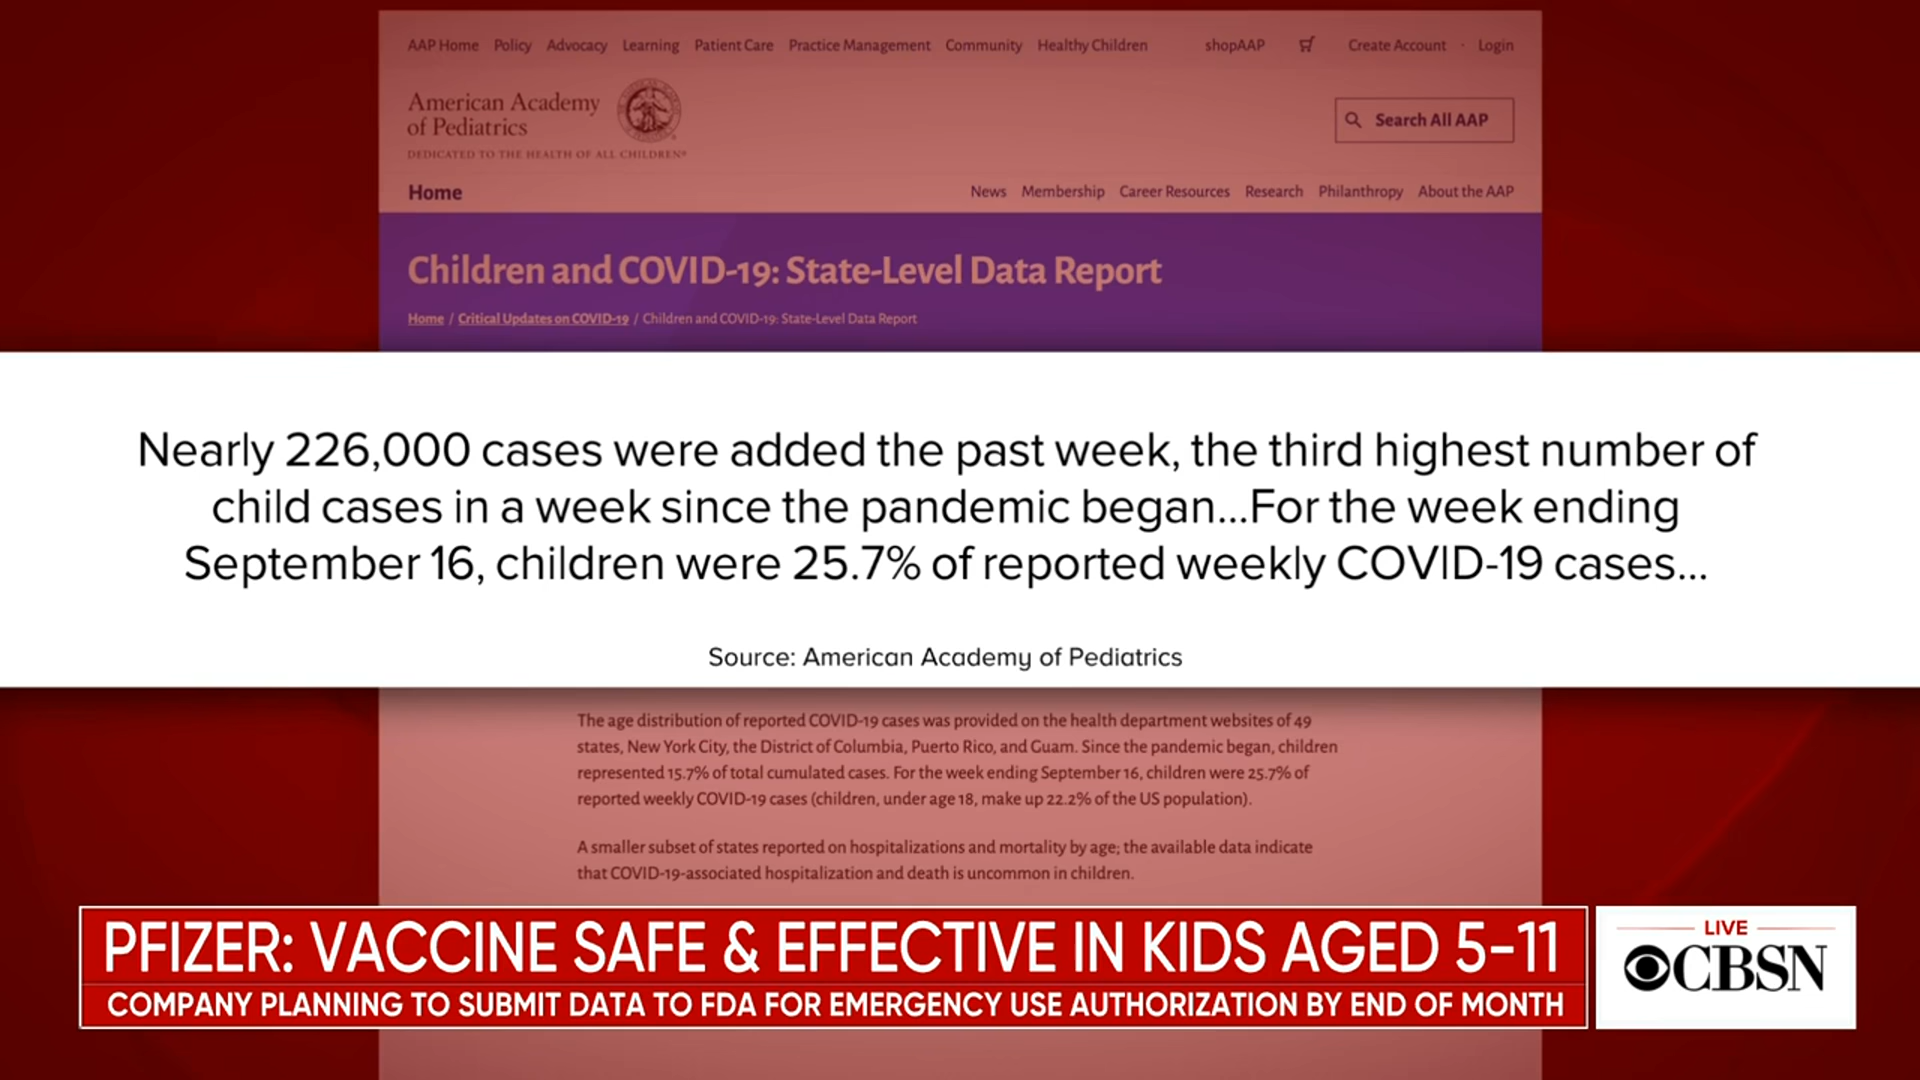 AAP Home Policy Advocacy Learning Patient Care Practice Management Community Healthy Children shopAAP Create Account · Login
American Academy
of Pediatrics
DEDICATED TO THE HEALTH OF ALL CHILDREN®
Search All AAP
Home News Membership Career Resources Research Philanthropy About the AAP
Children and COVID-19: State-Level Data Report
Home / Critical Updates on COVID-19 / Children and COVID-19: State-Level Data Report
Nearly 226,000 cases were added the past week, the third highest number of
child cases in a week since the pandemic began...For the week ending
September 16, children were 25.7% of reported weekly COVID-19 cases...
Source: American Academy of Pediatrics
The age distribution of reported COVID-19 cases was provided on the health department websites of 49
states, New York City, the District of Columbia, Puerto Rico, and Guam. Since the pandemic began, children
represented 15.7% of total cumulated cases. For the week ending September 16, children were 25.7% of
reported weekly COVID-19 cases (children, under age 18, make up 22.2% of the US population).
A smaller subset of states reported on hospitalizations and mortality by age; the available data indicate
that COVID-19-associated hospitalization and death is uncommon in children.
PFIZER: VACCINE SAFE & EFFECTIVE IN KIDS AGED 5-11
COMPANY PLANNING TO SUBMIT DATA TO FDA FOR EMERGENCY USE AUTHORIZATION BY END OF MONTH
LIVE
CBSN